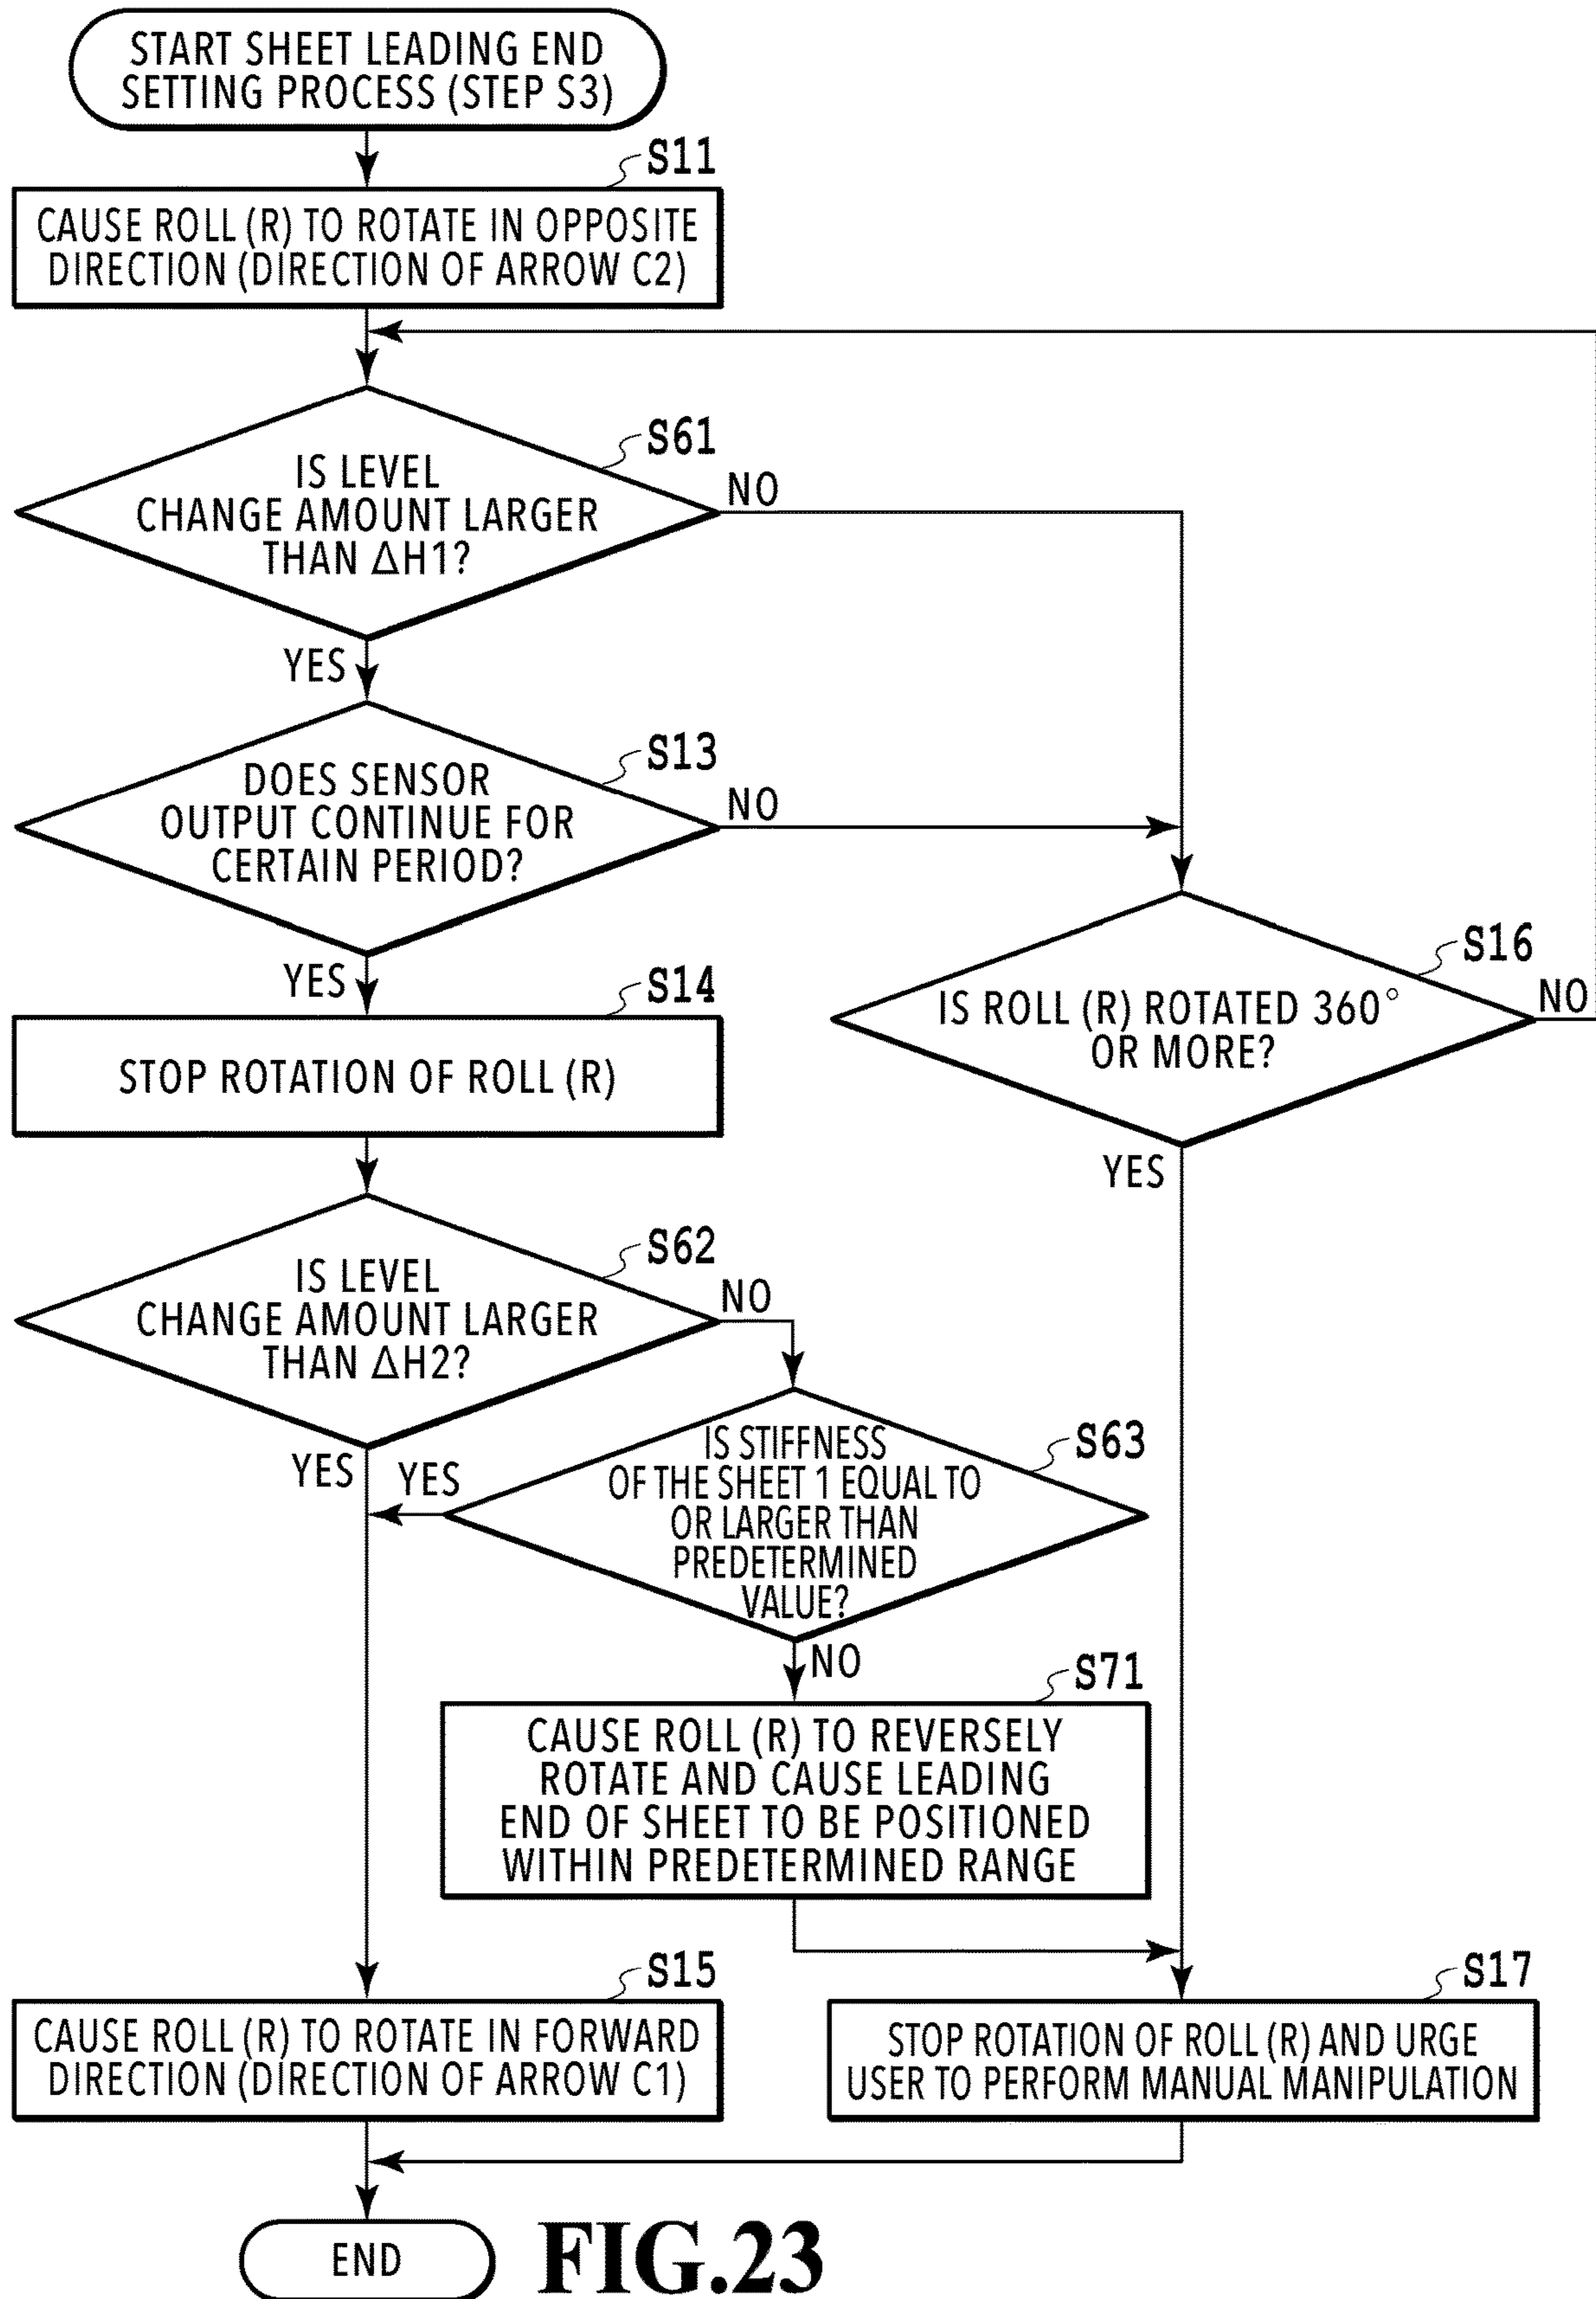 START SHEET LEADING END
SETTING PROCESS (STEP S3)
S11
CAUSE ROLL (R) TO ROTATE IN OPPOSITE
DIRECTION (DIRECTION OF ARROW C2)
S61
IS LEVEL
CHANGE AMOUNT LARGER
THAN ΔH1?
NO
YES
S13
DOES SENSOR
OUTPUT CONTINUE FOR
CERTAIN PERIOD?
NO
YES
S16
IS ROLL (R) ROTATED 360°
OR MORE?
NO
YES
S14
STOP ROTATION OF ROLL (R)
S62
IS LEVEL
CHANGE AMOUNT LARGER
THAN ΔH2?
NO
YES
S63
IS STIFFNESS
OF THE SHEET 1 EQUAL TO
OR LARGER THAN
PREDETERMINED
VALUE?
YES
NO
S71
CAUSE ROLL (R) TO REVERSELY
ROTATE AND CAUSE LEADING
END OF SHEET TO BE POSITIONED
WITHIN PREDETERMINED RANGE
S15
CAUSE ROLL (R) TO ROTATE IN FORWARD
DIRECTION (DIRECTION OF ARROW C1)
S17
STOP ROTATION OF ROLL (R) AND URGE
USER TO PERFORM MANUAL MANIPULATION
END
FIG.23